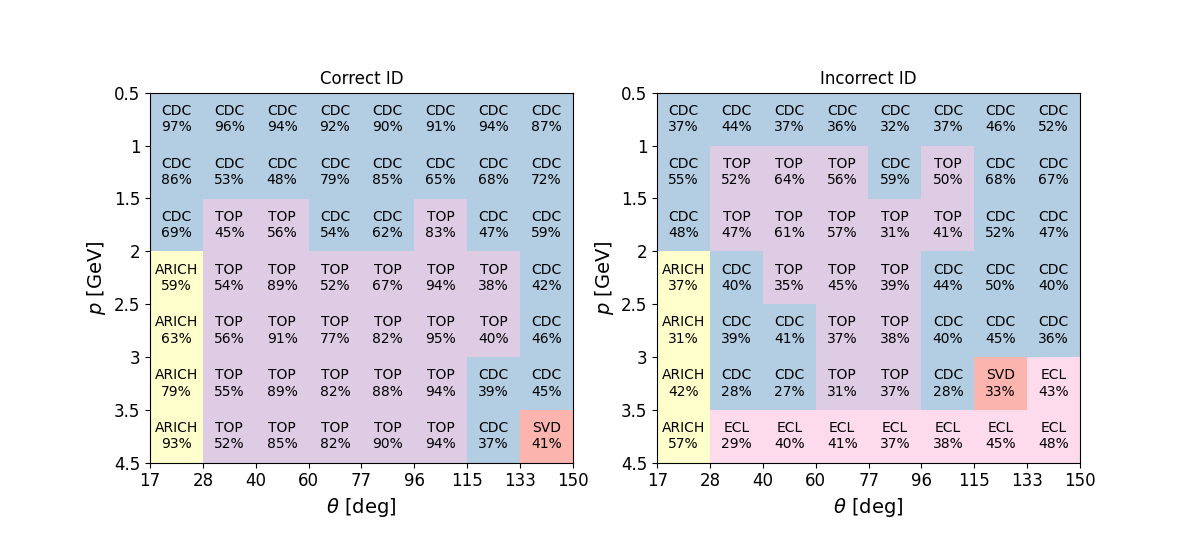 Correct ID
0.5
CDC CDC CDC CDC CDC CDC CDC CDC
97% 96% 94% 92% 90% 91% 94% 87%
1
CDC CDC CDC CDC CDC CDC CDC CDC
86% 53% 48% 79% 85% 65% 68% 72%
1.5
CDC TOP TOP CDC CDC TOP CDC CDC
69% 45% 56% 54% 62% 83% 47% 59%
2
ARICH TOP TOP TOP TOP TOP TOP CDC
59% 54% 89% 52% 67% 94% 38% 42%
2.5
ARICH TOP TOP TOP TOP TOP TOP CDC
63% 56% 91% 77% 82% 95% 40% 46%
3
ARICH TOP TOP TOP TOP TOP CDC CDC
79% 55% 89% 82% 88% 94% 39% 45%
3.5
ARICH TOP TOP TOP TOP TOP CDC SVD
93% 52% 85% 82% 90% 94% 37% 41%
4.5
p [GeV]
17 28 40 60 77 96 115 133 150
θ [deg]
Incorrect ID
0.5
CDC CDC CDC CDC CDC CDC CDC CDC
37% 44% 37% 36% 32% 37% 46% 52%
1
CDC TOP TOP TOP CDC TOP CDC CDC
55% 52% 64% 56% 59% 50% 68% 67%
1.5
CDC TOP TOP TOP TOP TOP CDC CDC
48% 47% 61% 57% 31% 41% 52% 47%
2
ARICH CDC TOP TOP TOP CDC CDC CDC
37% 40% 35% 45% 39% 44% 50% 40%
2.5
ARICH CDC CDC TOP TOP CDC CDC CDC
31% 39% 41% 37% 38% 40% 45% 36%
3
ARICH CDC CDC TOP TOP CDC SVD ECL
42% 28% 27% 31% 37% 28% 33% 43%
3.5
ARICH ECL ECL ECL ECL ECL ECL ECL
57% 29% 40% 41% 37% 38% 45% 48%
4.5
p [GeV]
17 28 40 60 77 96 115 133 150
θ [deg]